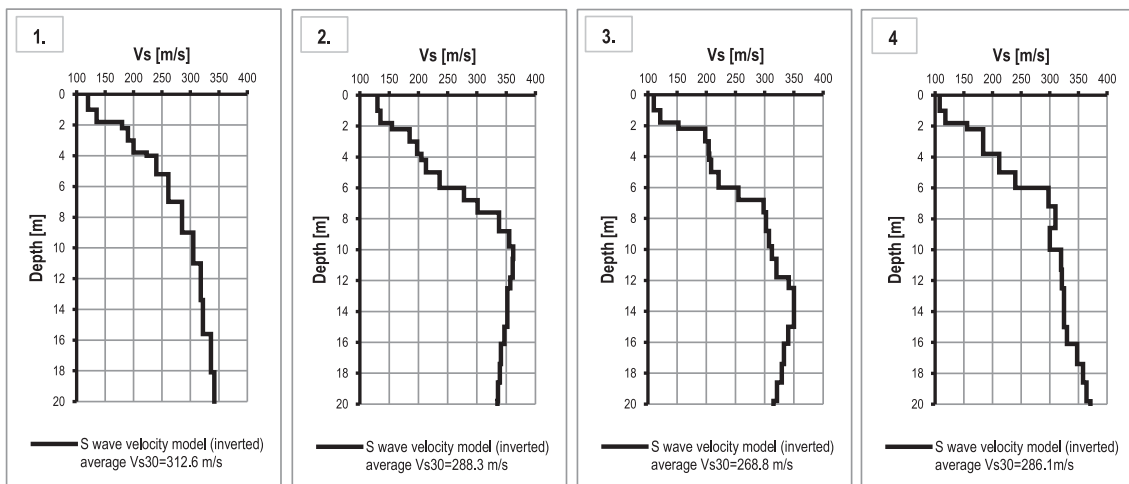 1.
Vs [m/s]
100 150 200 250 300 350 400
0
2
4
6
8
10
12
14
16
18
20
Depth [m]
S wave velocity model (inverted)
average Vs30=312.6 m/s
2.
Vs [m/s]
100 150 200 250 300 350 400
0
2
4
6
8
10
12
14
16
18
20
Depth [m]
S wave velocity model (inverted)
average Vs30=288.3 m/s
3.
Vs [m/s]
100 150 200 250 300 350 400
0
2
4
6
8
10
12
14
16
18
20
Depth [m]
S wave velocity model (inverted)
average Vs30=268.8 m/s
4
Vs [m/s]
100 150 200 250 300 350 400
0
2
4
6
8
10
12
14
16
18
20
Depth [m]
S wave velocity model (inverted)
average Vs30=286.1m/s